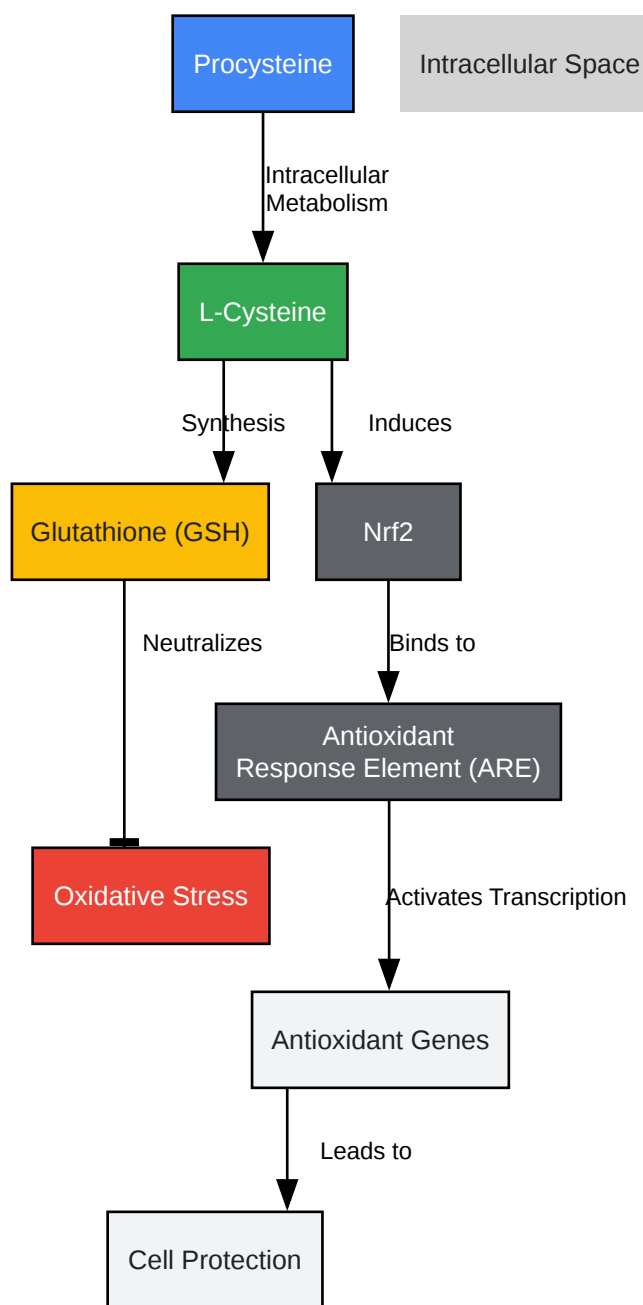 Procysteine
Intracellular Space
Intracellular
Metabolism
L-Cysteine
Synthesis
Induces
Glutathione (GSH)
Nrf2
Neutralizes
Binds to
Antioxidant
Response Element (ARE)
Oxidative Stress
Activates Transcription
Antioxidant Genes
Leads to
Cell Protection